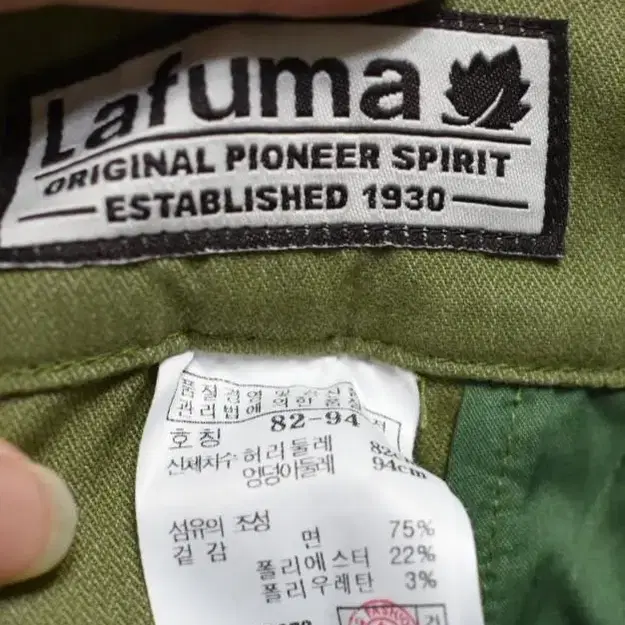 Lafuma
ORIGINAL PIONEER SPIRIT
ESTABLISHED 1930
호칭 82-94
신체치수 허리둘레 82cm
엉덩이둘레 94cm
섬유의 조성
겉감 면 75%
폴리에스터 22%
폴리우레탄 3%
FASHION